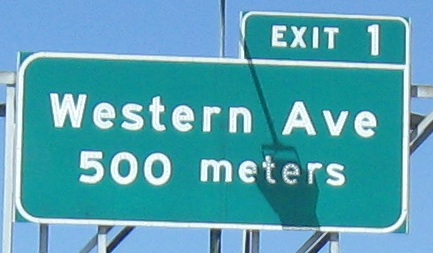 EXIT 1
Western Ave
500 meters